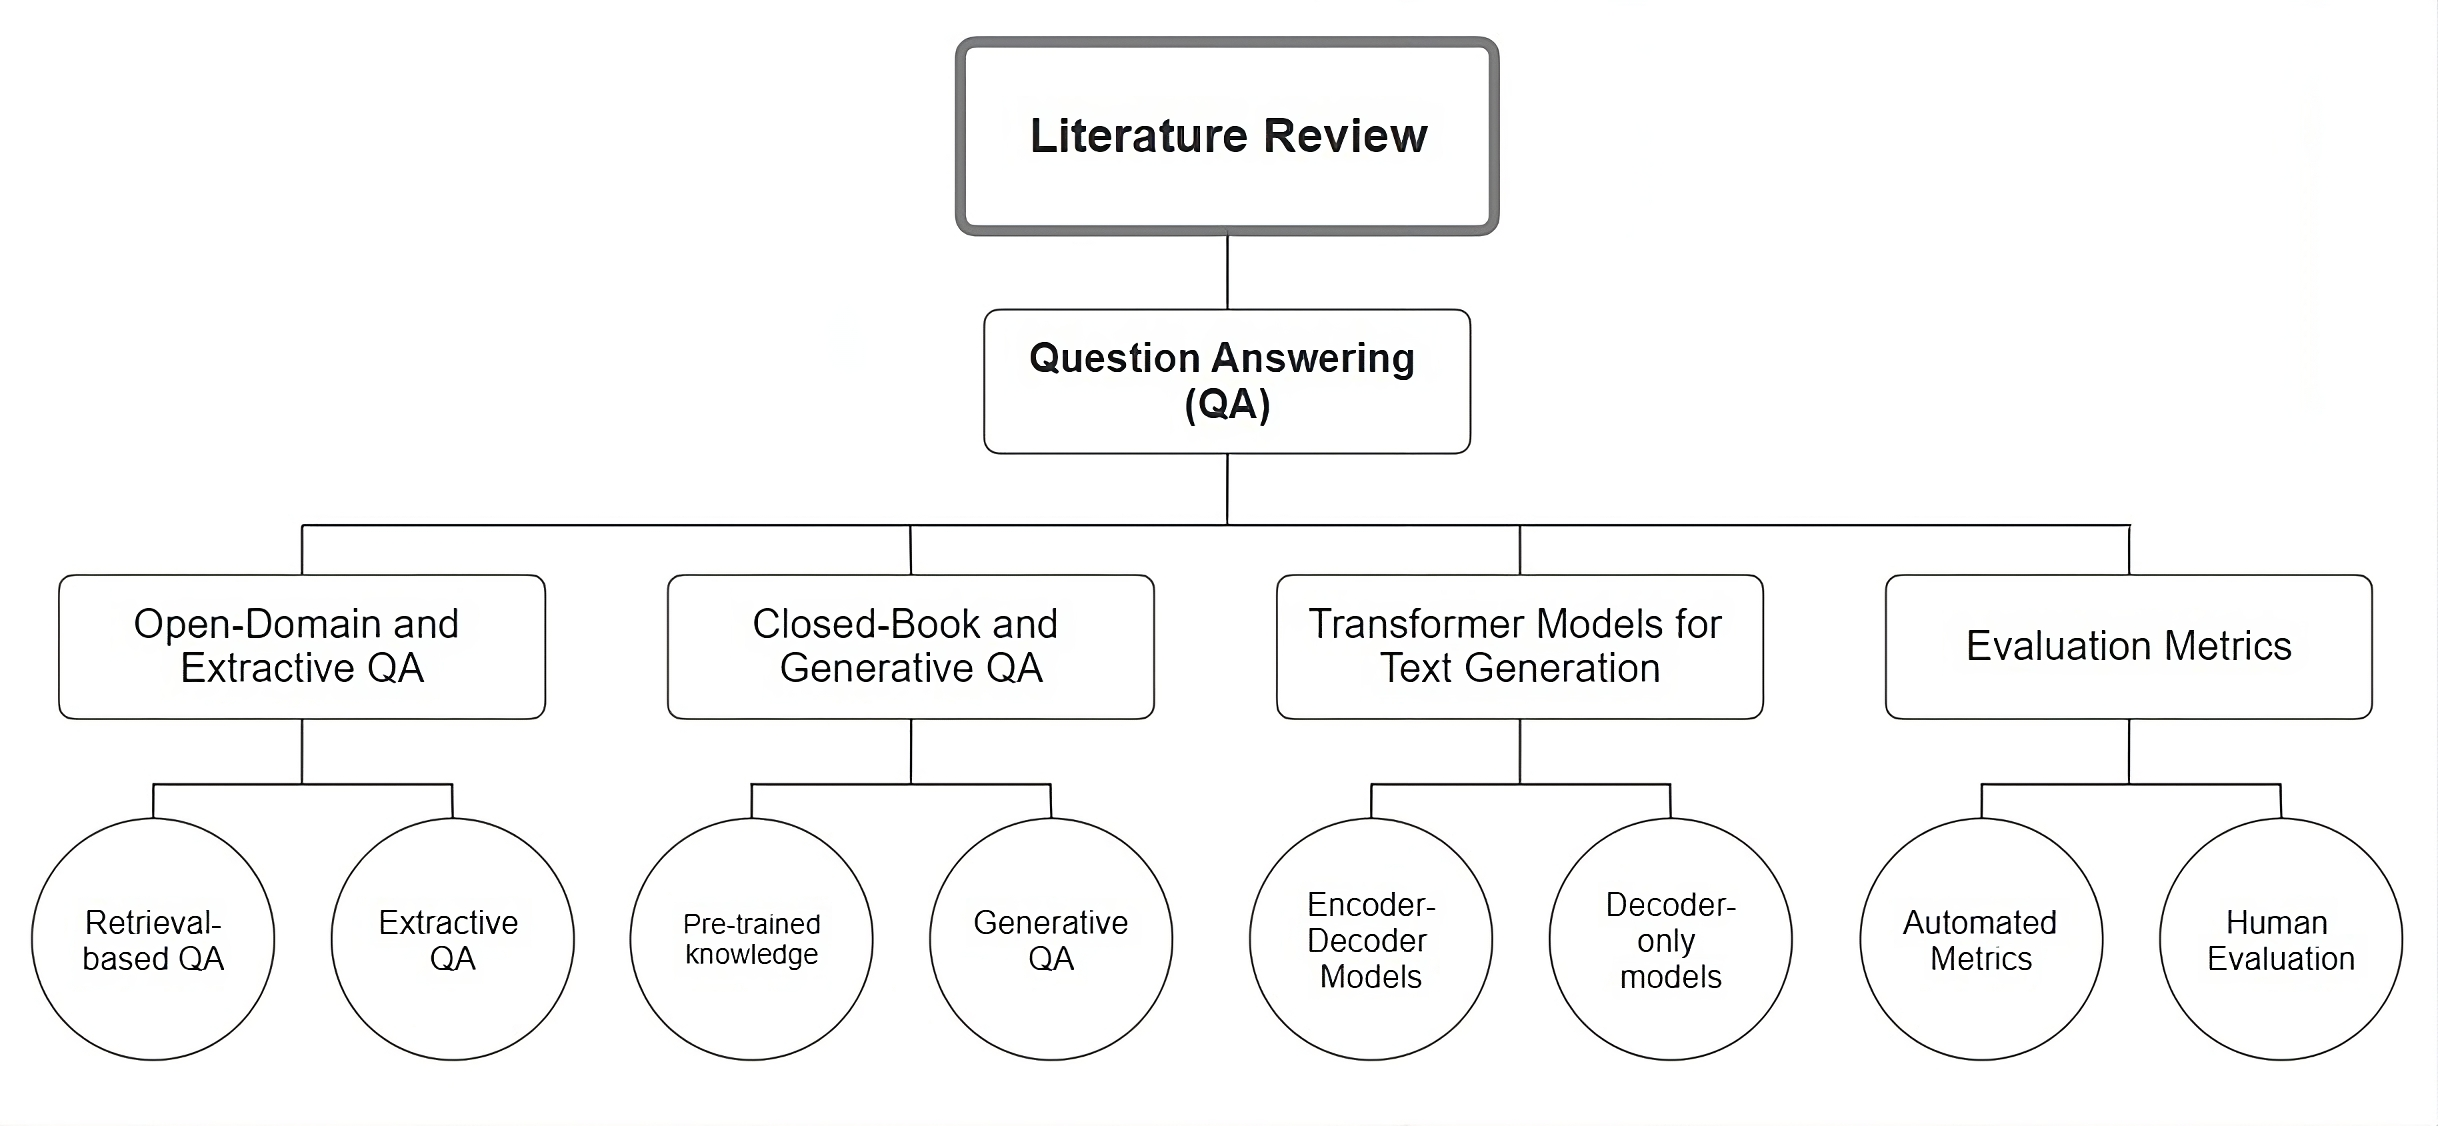 Literature Review
Question Answering
(QA)
Open-Domain and
Extractive QA
Closed-Book and
Generative QA
Transformer Models for
Text Generation
Evaluation Metrics
Retrieval-
based QA
Extractive
QA
Pre-trained
knowledge
Generative
QA
Encoder-
Decoder
Models
Decoder-
only
models
Automated
Metrics
Human
Evaluation